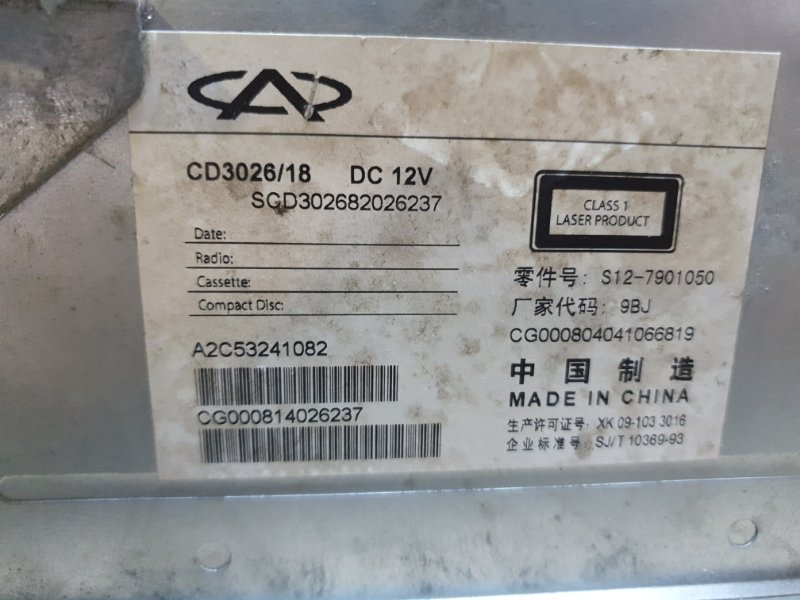 CD3026/18 DC 12V
SCD302682026237
Date:
Radio:
Cassette:
Compact Disc:
CLASS 1
LASER PRODUCT
零件号: S12-7901050
厂家代码: 9BJ
CG000804041066819
中国制造
MADE IN CHINA
生产许可证号: XK 09-103 3016
企业标准号: SJ/T 10369-93
A2C53241082
CG000814026237